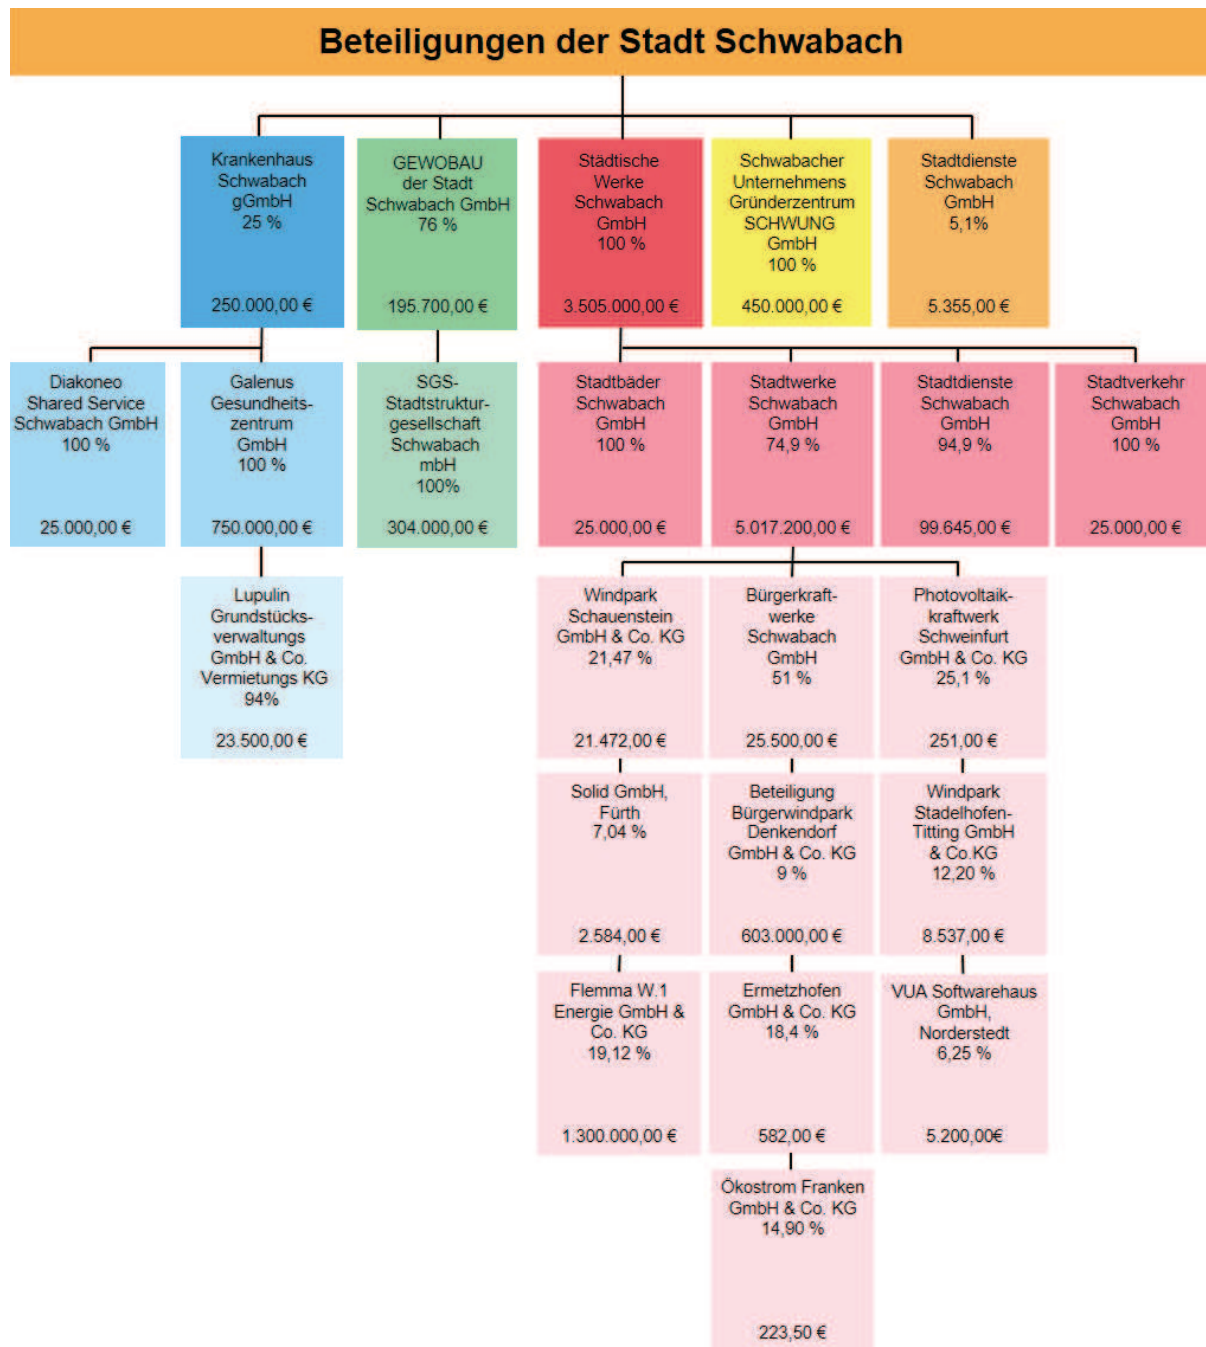 Beteiligungen der Stadt Schwabach
Krankenhaus
Schwabach
gGmbH
25 %
250.000,00 €
GEWOBAU
der Stadt
Schwabach GmbH
76 %
195.700,00 €
Städtische
Werke
Schwabach
GmbH
100 %
3.505.000,00 €
Schwabacher
Unternehmens
Gründerzentrum
SCHWUNG
GmbH
100 %
450.000,00 €
Stadtdienste
Schwabach
GmbH
5,1%
5.355,00 €
Diakoneo
Shared Service
Schwabach GmbH
100 %
25.000,00 €
Galenus
Gesundheits-
zentrum
GmbH
100 %
750.000,00 €
SGS-
Stadtstruktur-
gesellschaft
Schwabach
mbH
100%
304.000,00 €
Stadtbäder
Schwabach
GmbH
100 %
25.000,00 €
Stadtwerke
Schwabach
GmbH
74,9 %
5.017.200,00 €
Stadtdienste
Schwabach
GmbH
94,9 %
99.645,00 €
Stadtverkehr
Schwabach
GmbH
100 %
25.000,00 €
Lupulin
Grundstücks-
verwaltungs
GmbH & Co.
Vermietungs KG
94%
23.500,00 €
Windpark
Schauenstein
GmbH & Co. KG
21,47 %
21.472,00 €
Bürgerkraft-
werke
Schwabach
GmbH
51 %
25.500,00 €
Photovoltaik-
kraftwerk
Schweinfurt
GmbH & Co. KG
25,1 %
251,00 €
Solid GmbH,
Fürth
7,04 %
2.584,00 €
Beteiligung
Bürgerwindpark
Denkendorf
GmbH & Co. KG
9 %
603.000,00 €
Windpark
Stadelhofen-
Titting GmbH
& Co.KG
12,20 %
8.537,00 €
Flemma W.1
Energie GmbH &
Co. KG
19,12 %
1.300.000,00 €
Ermetzhofen
GmbH & Co. KG
18,4 %
582,00 €
VUA Softwarehaus
GmbH,
Norderstedt
6,25 %
5.200,00€
Ökostrom Franken
GmbH & Co. KG
14,90 %
223,50 €